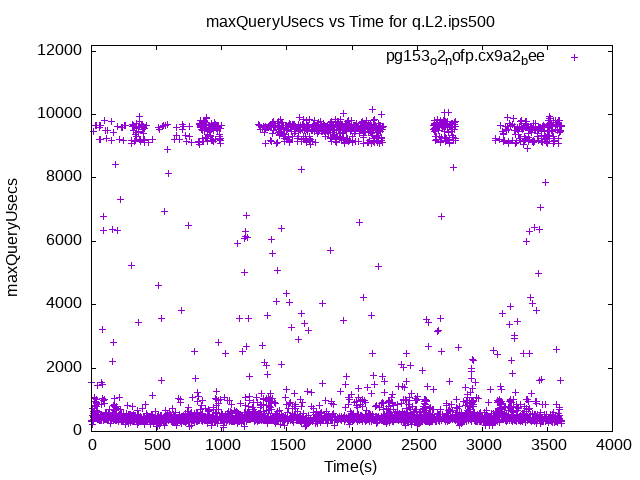 maxQueryUsecs vs Time for q.L2.ips500
pg153o2nofp.cx9a2bee
12000
10000
8000
6000
4000
2000
0
maxQueryUsecs
0 500 1000 1500 2000 2500 3000 3500 4000
Time(s)